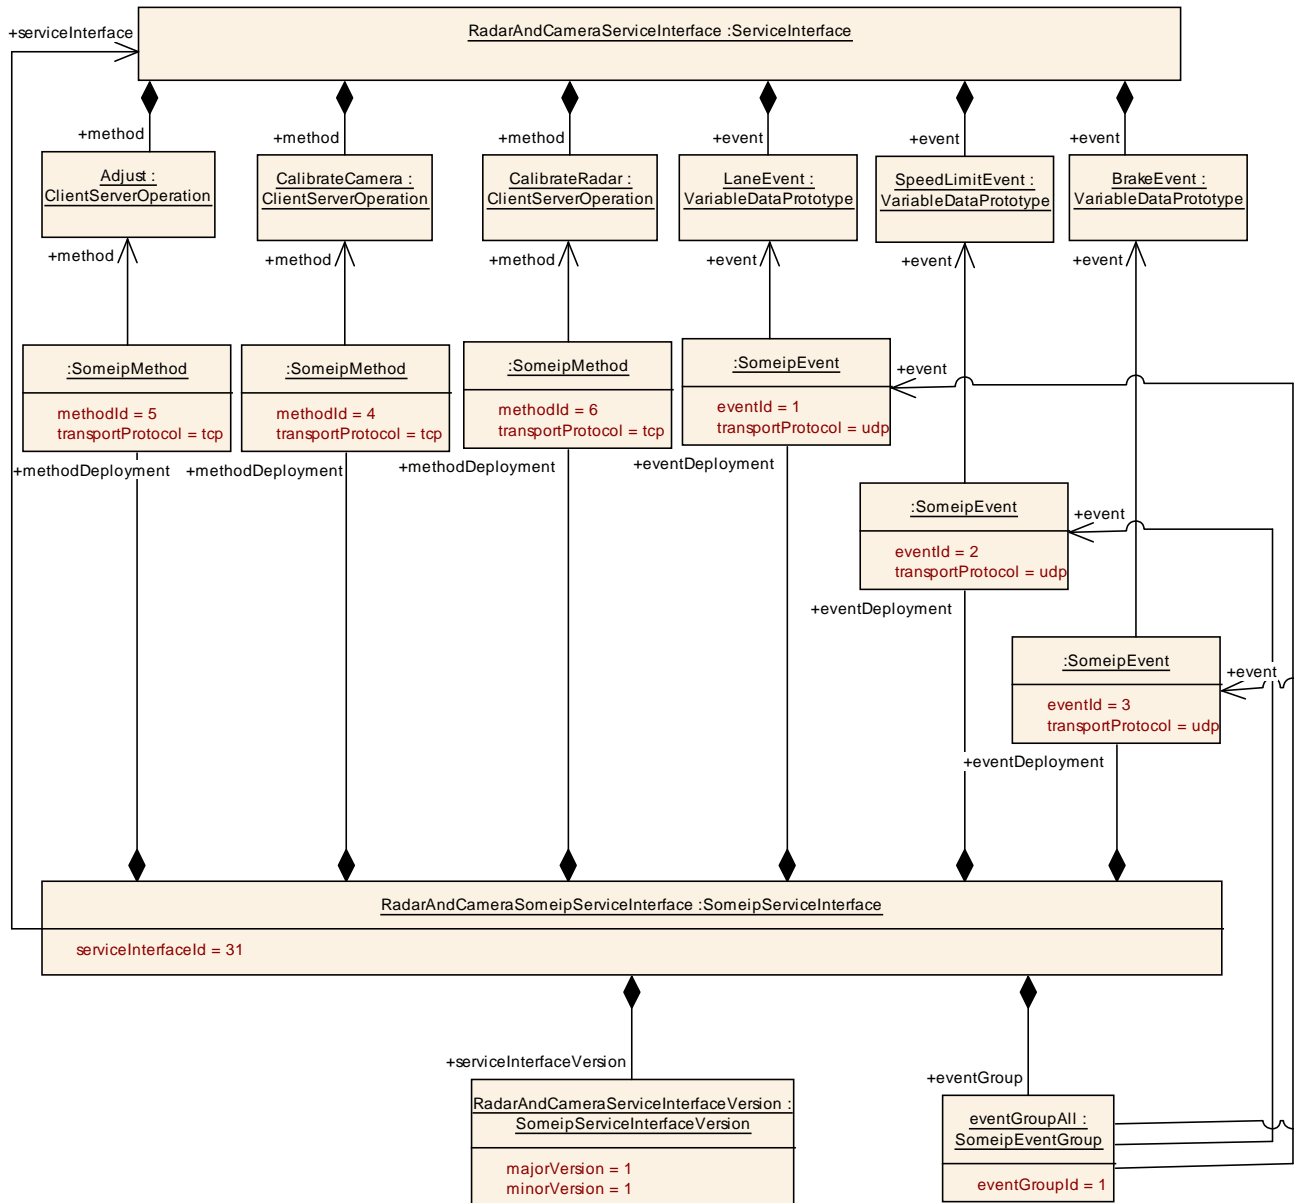 +serviceInterface
RadarAndCameraServiceInterface :ServiceInterface
+method
+method
+method
+event
+event
+event
Adjust :
ClientServerOperation
CalibrateCamera :
ClientServerOperation
CalibrateRadar :
ClientServerOperation
LaneEvent :
VariableDataPrototype
SpeedLimitEvent :
VariableDataPrototype
BrakeEvent :
VariableDataPrototype
+method
+method
+method
+event
+event
+event
:SomeipMethod
methodId = 5
transportProtocol = tcp
:SomeipMethod
methodId = 4
transportProtocol = tcp
:SomeipMethod
methodId = 6
transportProtocol = tcp
:SomeipEvent
eventId = 1
transportProtocol = udp
+event
+methodDeployment
+methodDeployment
+methodDeployment
+eventDeployment
:SomeipEvent
eventId = 2
transportProtocol = udp
+event
+eventDeployment
:SomeipEvent
eventId = 3
transportProtocol = udp
+event
+eventDeployment
RadarAndCameraSomeipServiceInterface :SomeipServiceInterface
serviceInterfaceId = 31
+serviceInterfaceVersion
+eventGroup
RadarAndCameraServiceInterfaceVersion :
SomeipServiceInterfaceVersion
majorVersion = 1
minorVersion = 1
eventGroupAll :
SomeipEventGroup
eventGroupId = 1